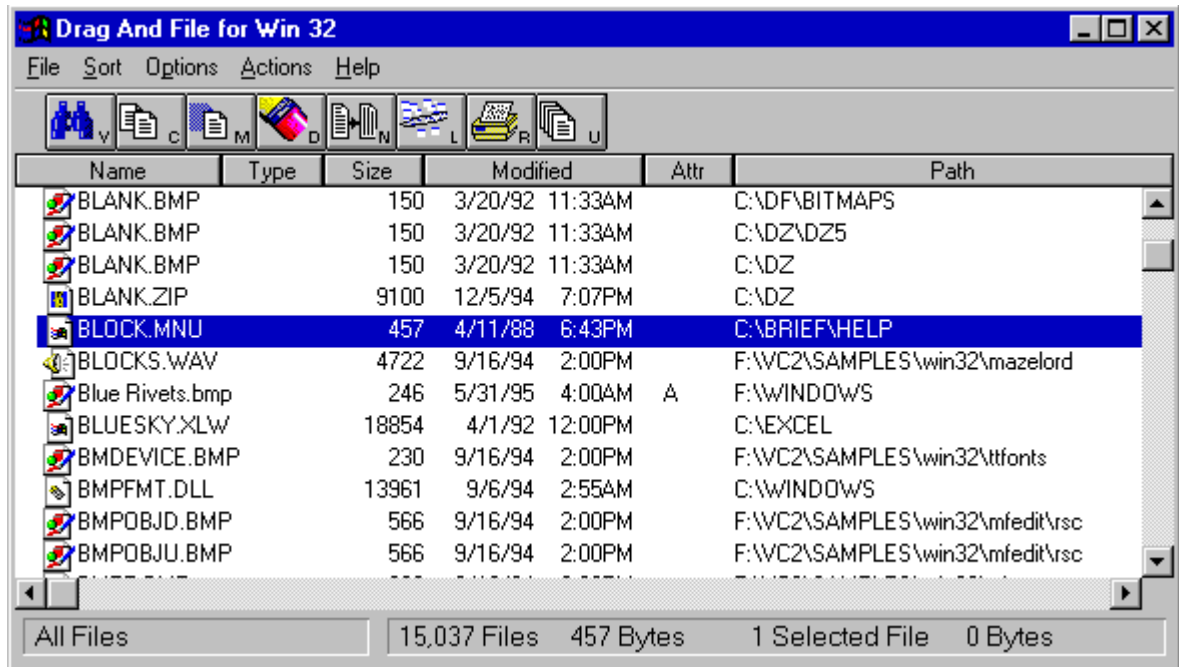 Drag And File for Win 32
File Sort Options Actions Help
V C M D N L R U
Name Type Size Modified Attr Path
BLANK.BMP 150 3/20/92 11:33AM C:\DF\BITMAPS
BLANK.BMP 150 3/20/92 11:33AM C:\DZ\DZ5
BLANK.BMP 150 3/20/92 11:33AM C:\DZ
BLANK.ZIP 9100 12/5/94 7:07PM C:\DZ
BLOCK.MNU 457 4/11/88 6:43PM C:\BRIEF\HELP
BLOCKS.WAV 4722 9/16/94 2:00PM F:\VC2\SAMPLES\win32\mazelord
Blue Rivets.bmp 246 5/31/95 4:00AM A F:\WINDOWS
BLUESKY.XLW 18854 4/1/92 12:00PM C:\EXCEL
BMDEVICE.BMP 230 9/16/94 2:00PM F:\VC2\SAMPLES\win32\ttfonts
BMPFMT.DLL 13961 9/6/94 2:55AM C:\WINDOWS
BMPOBJD.BMP 566 9/16/94 2:00PM F:\VC2\SAMPLES\win32\mfedit\rsc
BMPOBJU.BMP 566 9/16/94 2:00PM F:\VC2\SAMPLES\win32\mfedit\rsc
All Files 15,037 Files 457 Bytes 1 Selected File 0 Bytes